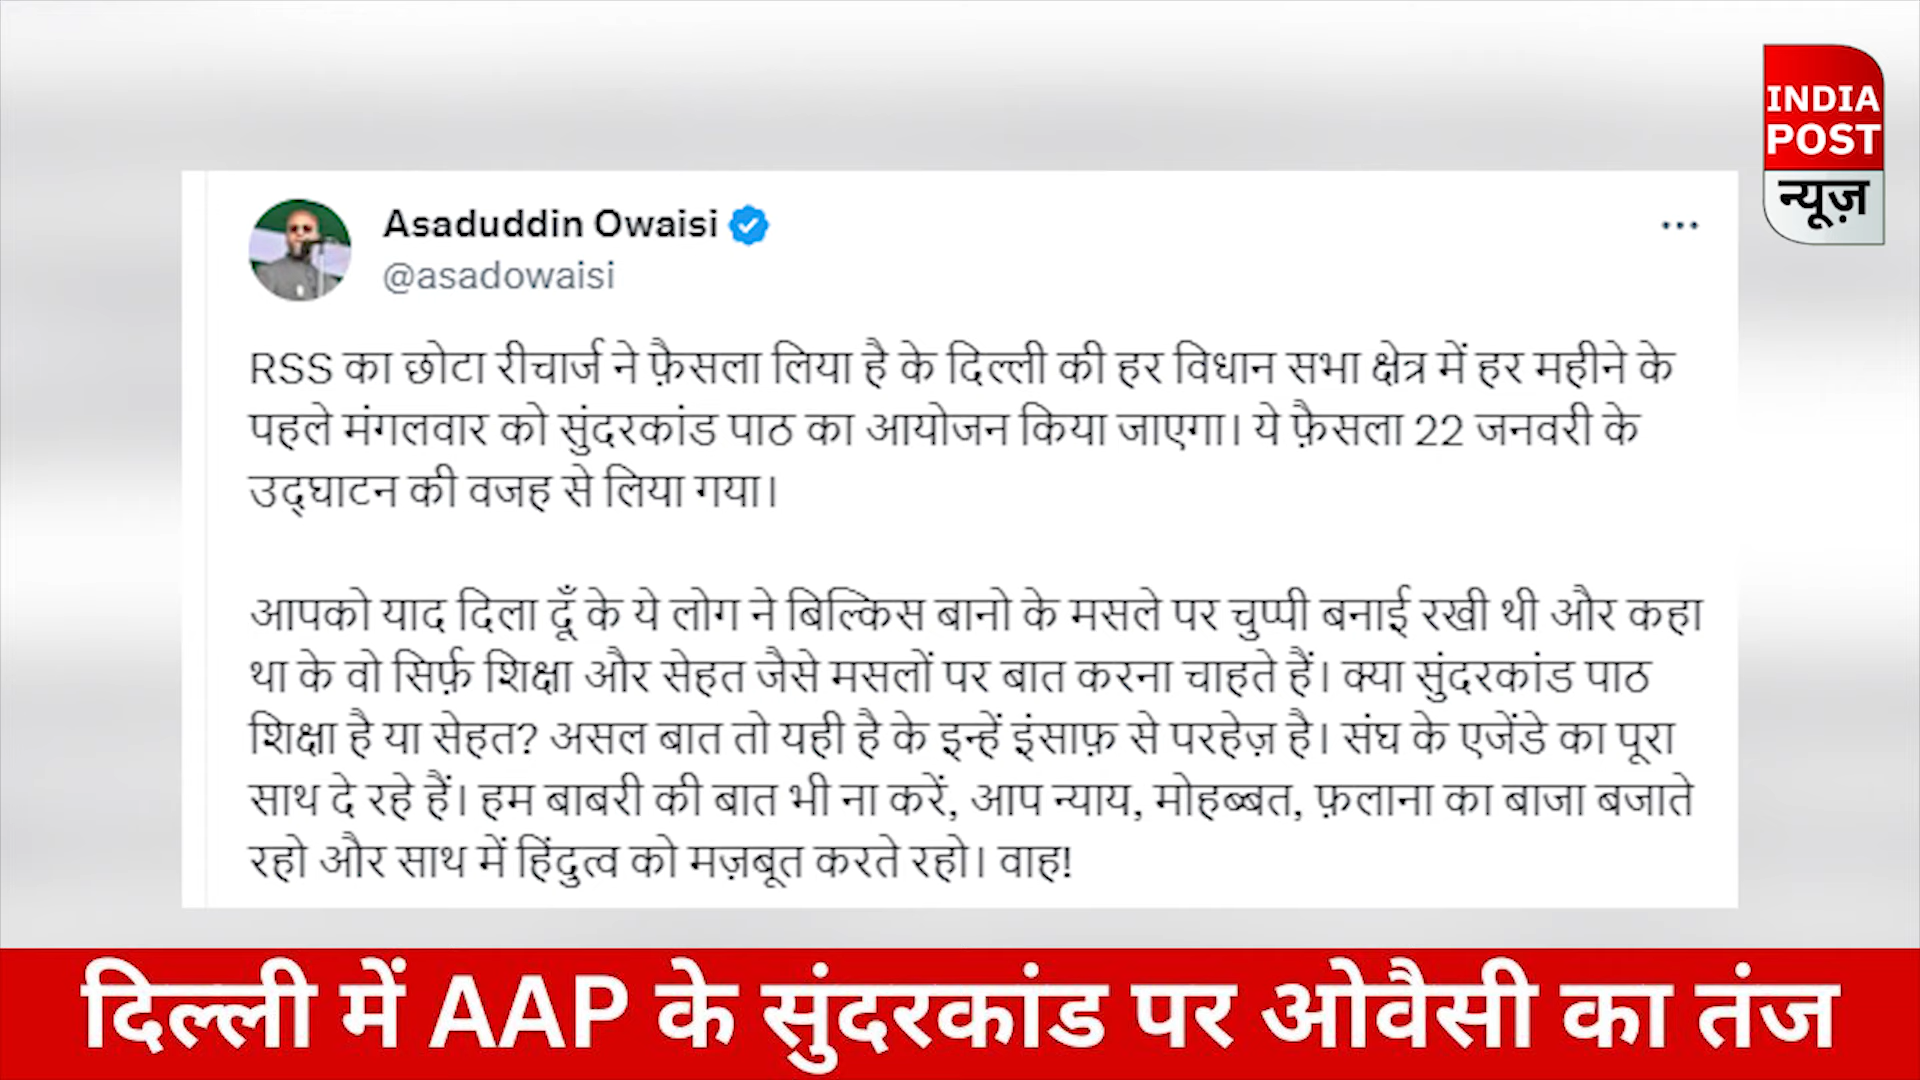 INDIA
POST
न्यूज़
Asaduddin Owaisi
@asadowaisi
RSS का छोटा रीचार्ज ने फ़ैसला लिया है के दिल्ली की हर विधान सभा क्षेत्र में हर महीने के
पहले मंगलवार को सुंदरकांड पाठ का आयोजन किया जाएगा। ये फ़ैसला 22 जनवरी के
उद्घाटन की वजह से लिया गया।
आपको याद दिला दूँ के ये लोग ने बिल्किस बानो के मसले पर चुप्पी बनाई रखी थी और कहा
था के वो सिर्फ़ शिक्षा और सेहत जैसे मसलों पर बात करना चाहते हैं। क्या सुंदरकांड पाठ
शिक्षा है या सेहत? असल बात तो यही है के इन्हें इंसाफ़ से परहेज़ है। संघ के एजेंडे का पूरा
साथ दे रहे हैं। हम बाबरी की बात भी ना करें, आप न्याय, मोहब्बत, फ़लाना का बाजा बजाते
रहो और साथ में हिंदुत्व को मज़बूत करते रहो। वाह!
दिल्ली में AAP के सुंदरकांड पर ओवैसी का तंज